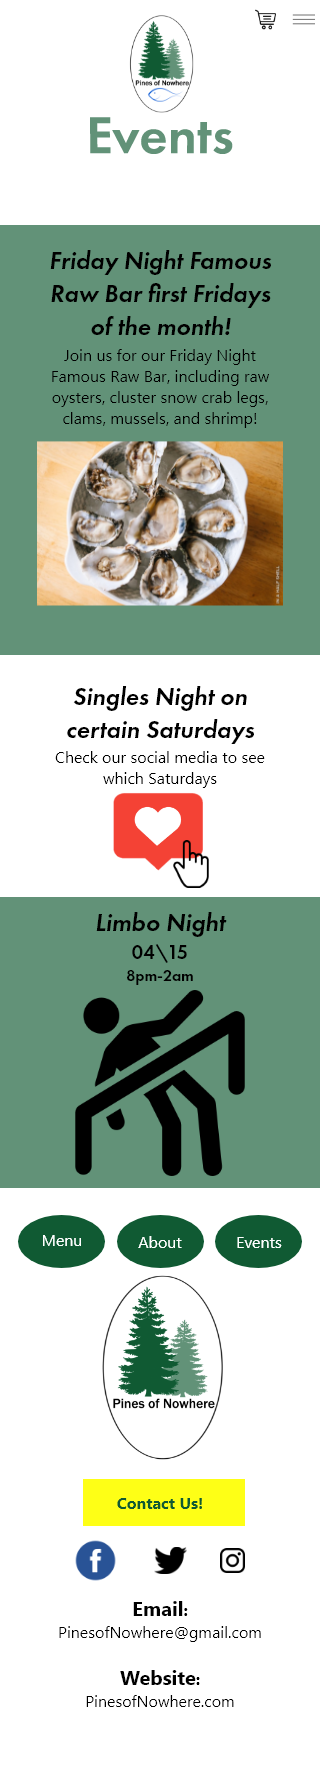 Pines of Nowhere
Events
Friday Night Famous
Raw Bar first Fridays
of the month!
Join us for our Friday Night
Famous Raw Bar, including raw
oysters, cluster snow crab legs,
clams, mussels, and shrimp!
Singles Night on
certain Saturdays
Check our social media to see
which Saturdays
Limbo Night
04\15
8pm-2am
Menu
About
Events
Pines of Nowhere
Contact Us!
Email:
PinesofNowhere@gmail.com
Website:
PinesofNowhere.com